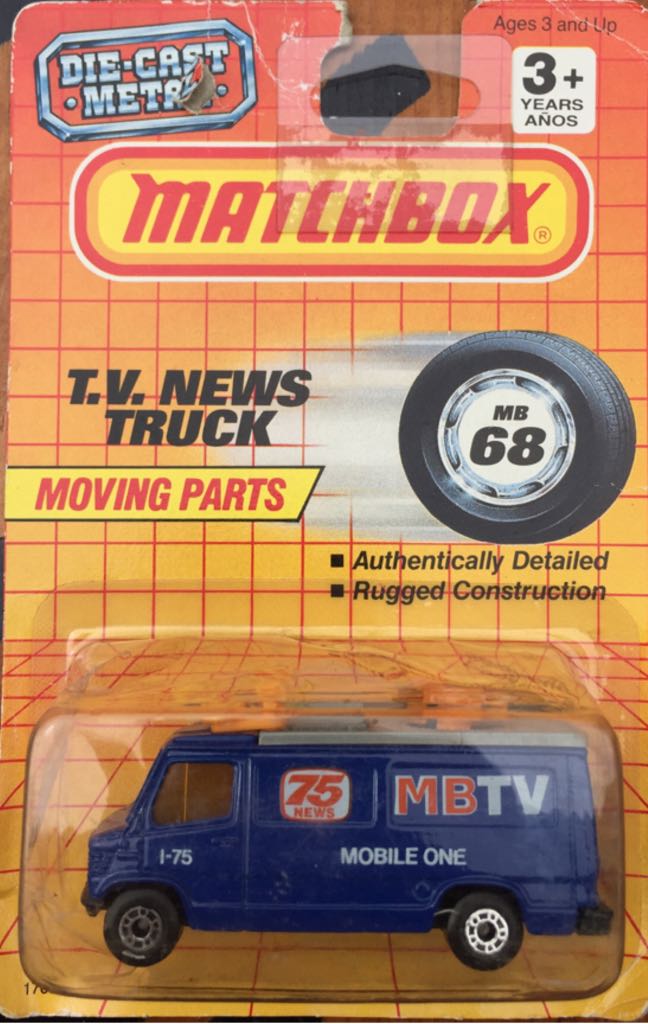 Ages 3 and Up
DIE-CAST
METAL
3+
YEARS
AÑOS
MATCHBOX®
T.V. NEWS
TRUCK
MB
68
MOVING PARTS
■ Authentically Detailed
■ Rugged Construction
75
NEWS
MBTV
I-75
MOBILE ONE